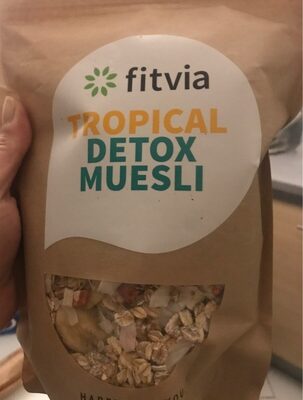 fitvia
TROPICAL
DETOX
MUESLI